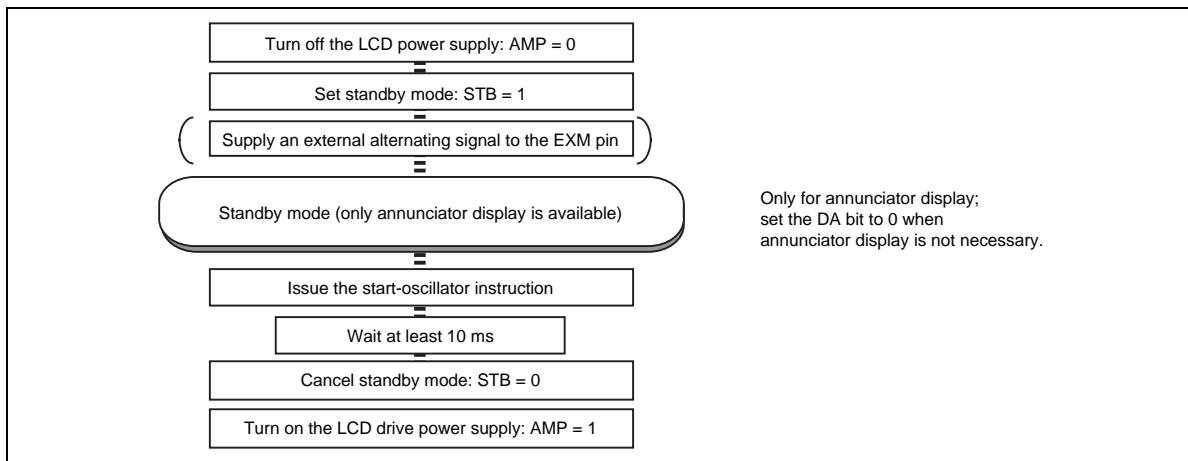 Turn off the LCD power supply: AMP = 0
Set standby mode: STB = 1
Supply an external alternating signal to the EXM pin
Standby mode (only annunciator display is available)
Only for annunciator display;
set the DA bit to 0 when
annunciator display is not necessary.
Issue the start-oscillator instruction
Wait at least 10 ms
Cancel standby mode: STB = 0
Turn on the LCD drive power supply: AMP = 1